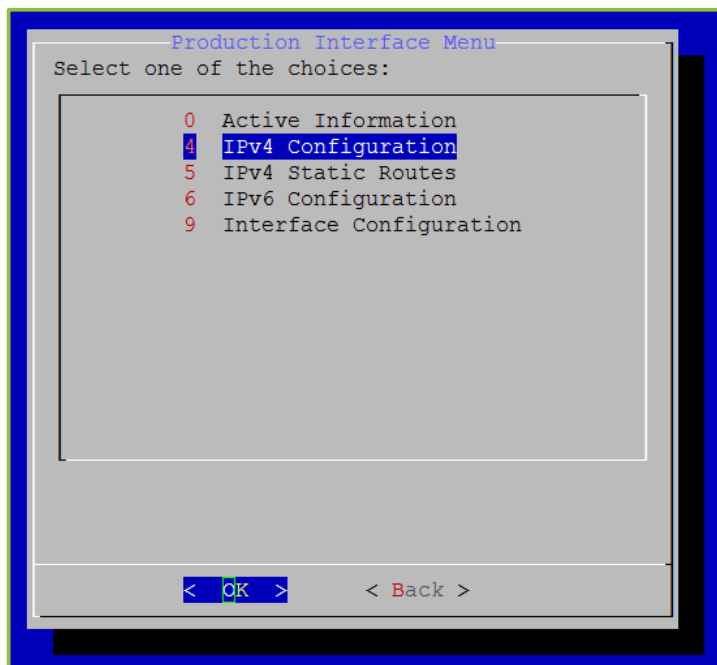 Production Interface Menu
Select one of the choices:
0 Active Information
4 IPv4 Configuration
5 IPv4 Static Routes
6 IPv6 Configuration
9 Interface Configuration
< OK > < Back >